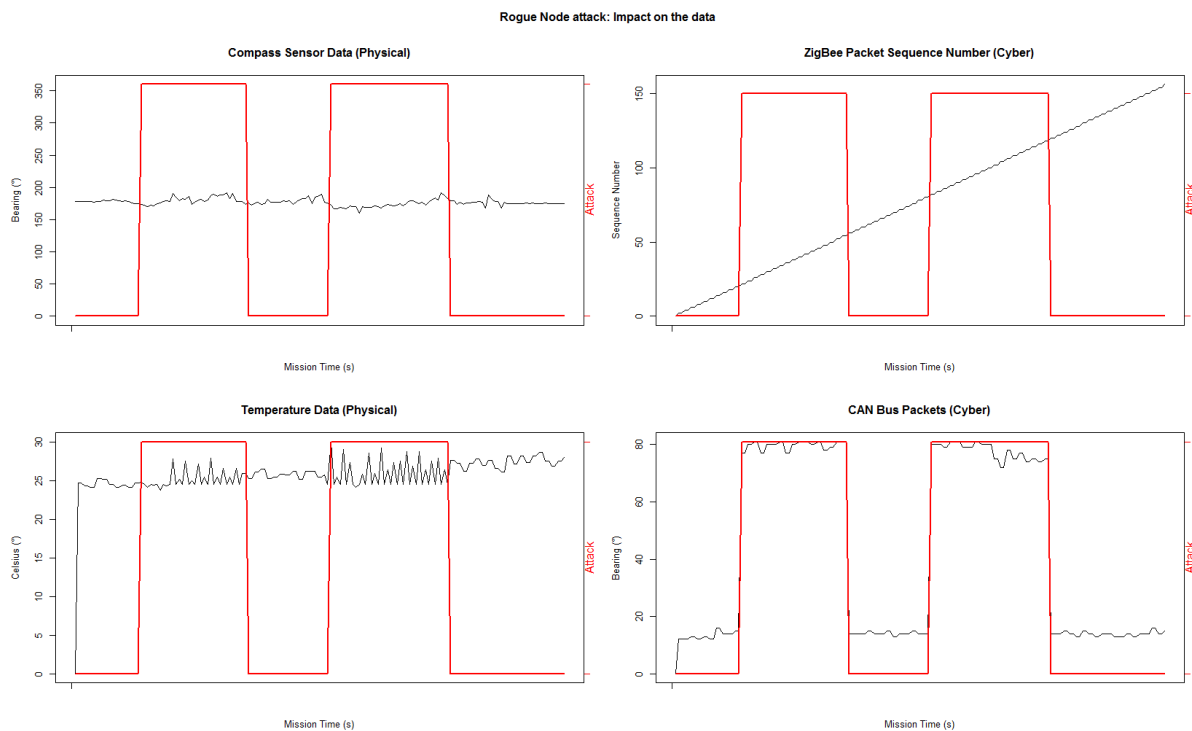 Rogue Node attack: Impact on the data
Compass Sensor Data (Physical)
350
300
250
200
150
100
50
0
Bearing (°)
Attack
Mission Time (s)
ZigBee Packet Sequence Number (Cyber)
150
100
50
0
Sequence Number
Attack
Mission Time (s)
Temperature Data (Physical)
30
25
20
15
10
5
0
Celsius (°)
Attack
Mission Time (s)
CAN Bus Packets (Cyber)
80
60
40
20
0
Bearing (°)
Attack
Mission Time (s)